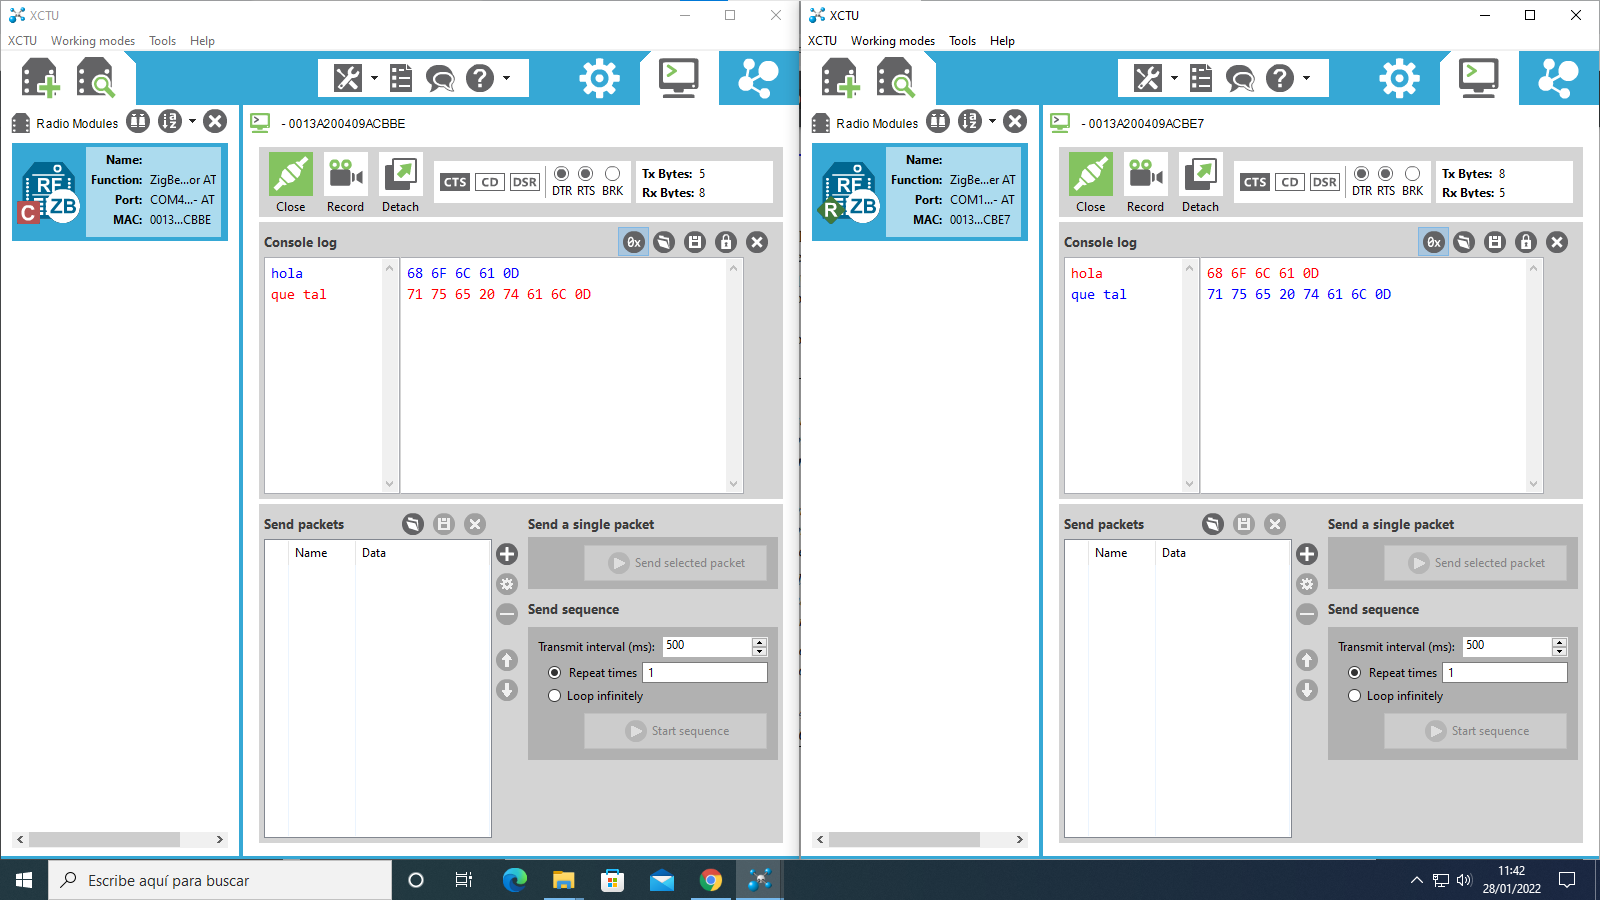 XCTU
XCTU Working modes Tools Help
Radio Modules
- 0013A200409ACBBE
RF
C
ZB
Name:
Function: ZigBe...or AT
Port: COM4...- AT
MAC: 0013...CBBE
Close
Record
Detach
CTS CD DSR
DTR RTS BRK
Tx Bytes: 5
Rx Bytes: 8
Console log
0x
hola
68 6F 6C 61 0D
que tal
71 75 65 20 74 61 6C 0D
Send packets
Name Data
Send a single packet
Send selected packet
Send sequence
Transmit interval (ms): 500
Repeat times 1
Loop infinitely
Start sequence
XCTU
XCTU Working modes Tools Help
Radio Modules
- 0013A200409ACBE7
RF
R
ZB
Name:
Function: ZigBe...er AT
Port: COM1...- AT
MAC: 0013...CBE7
Close
Record
Detach
CTS CD DSR
DTR RTS BRK
Tx Bytes: 8
Rx Bytes: 5
Console log
0x
hola
68 6F 6C 61 0D
que tal
71 75 65 20 74 61 6C 0D
Send packets
Name Data
Send a single packet
Send selected packet
Send sequence
Transmit interval (ms): 500
Repeat times 1
Loop infinitely
Start sequence
Escribe aquí para buscar
11:42
28/01/2022